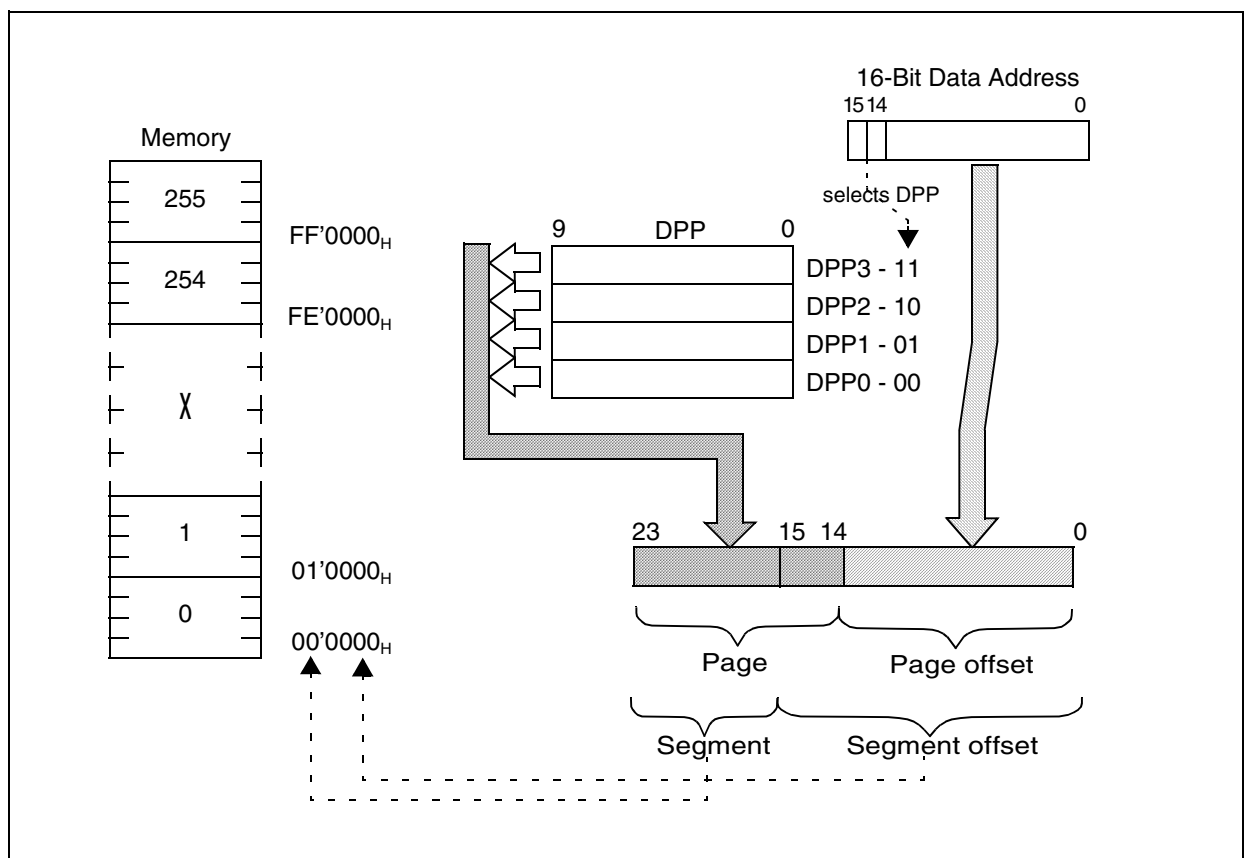 16-Bit Data Address
15 14 0
Memory
255
selects DPP
FF'0000H
9 DPP 0
254
DPP3 - 11
FE'0000H
DPP2 - 10
DPP1 - 01
DPP0 - 00
X
1
23 15 14 0
01'0000H
0
00'0000H
Page Page offset
Segment Segment offset